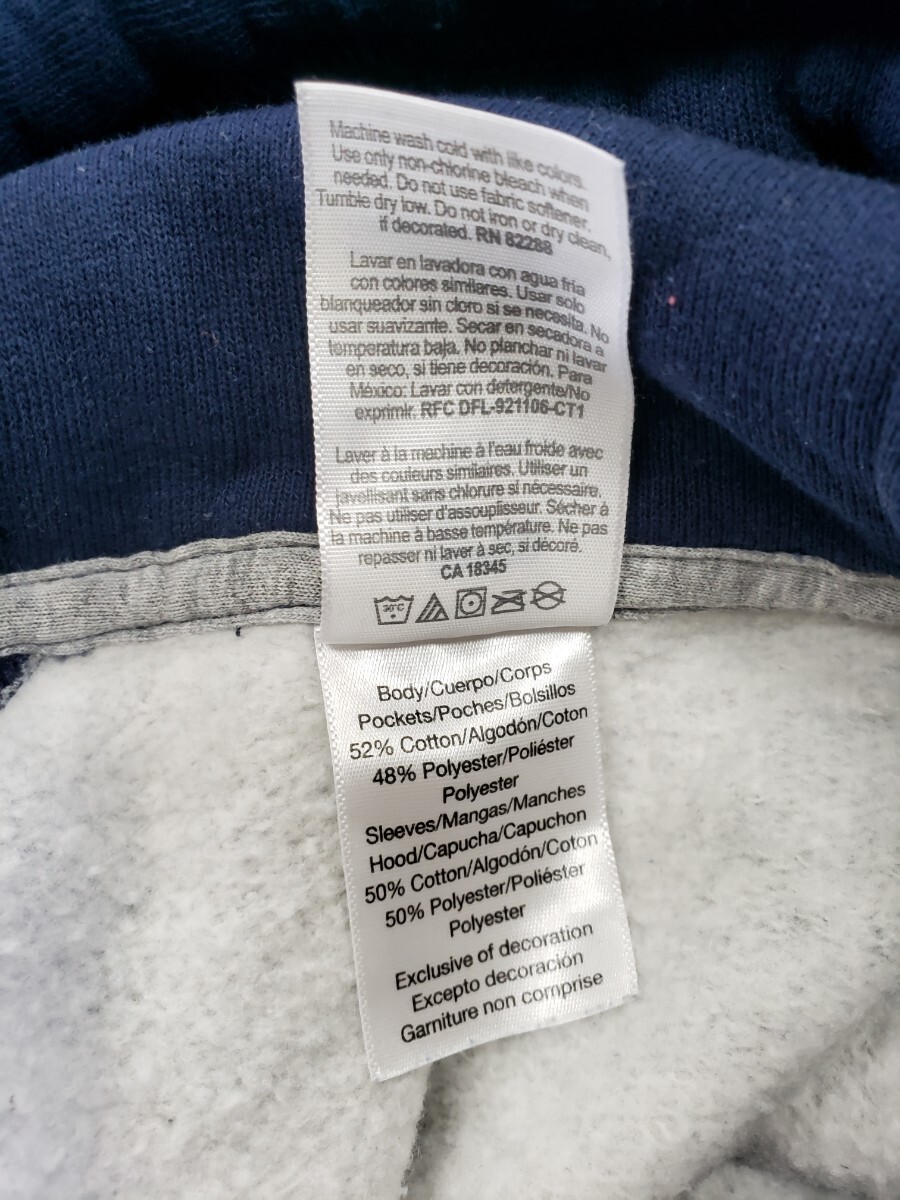 Machine wash cold with like colors.
Use only non-chlorine bleach when
needed. Do not use fabric softener.
Tumble dry low. Do not iron or dry clean,
if decorated. RN 82288
Lavar en lavadora con agua fria
con colores similares. Usar solo
blanqueador sin cloro si se necesita. No
usar suavizante. Secar en secadora a
temperatura baja. No planchar ni lavar
en seco, si tiene decoración. Para
México: Lavar con detergente/No
exprimir. RFC DFL-921106-CT1
Laver à la machine à l'eau froide avec
des couleurs similaires. Utiliser un
javellisant sans chlorure si nécessaire.
Ne pas utiliser d'assouplisseur. Sécher à
la machine à basse température. Ne pas
repasser ni laver à sec, si décoré.
CA 18345
30°C
Body/Cuerpo/Corps
Pockets/Poches/Bolsillos
52% Cotton/Algodón/Coton
48% Polyester/Poliéster
Polyester
Sleeves/Mangas/Manches
Hood/Capucha/Capuchon
50% Cotton/Algodón/Coton
50% Polyester/Poliéster
Polyester
Exclusive of decoration
Excepto decoración
Garniture non comprise